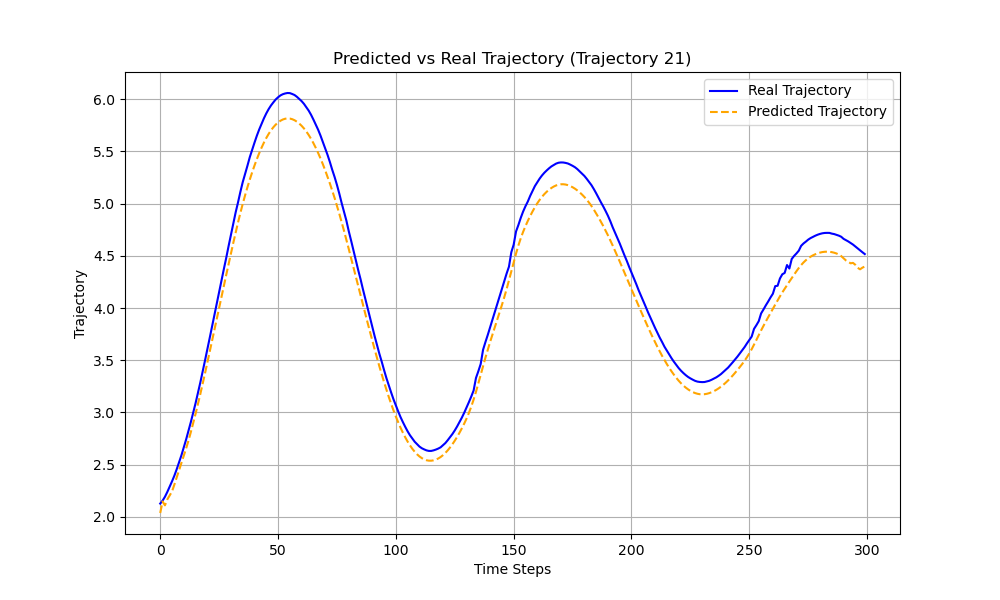 Predicted vs Real Trajectory (Trajectory 21)
Real Trajectory
Predicted Trajectory
Trajectory
6.0
5.5
5.0
4.5
4.0
3.5
3.0
2.5
2.0
0 50 100 150 200 250 300
Time Steps